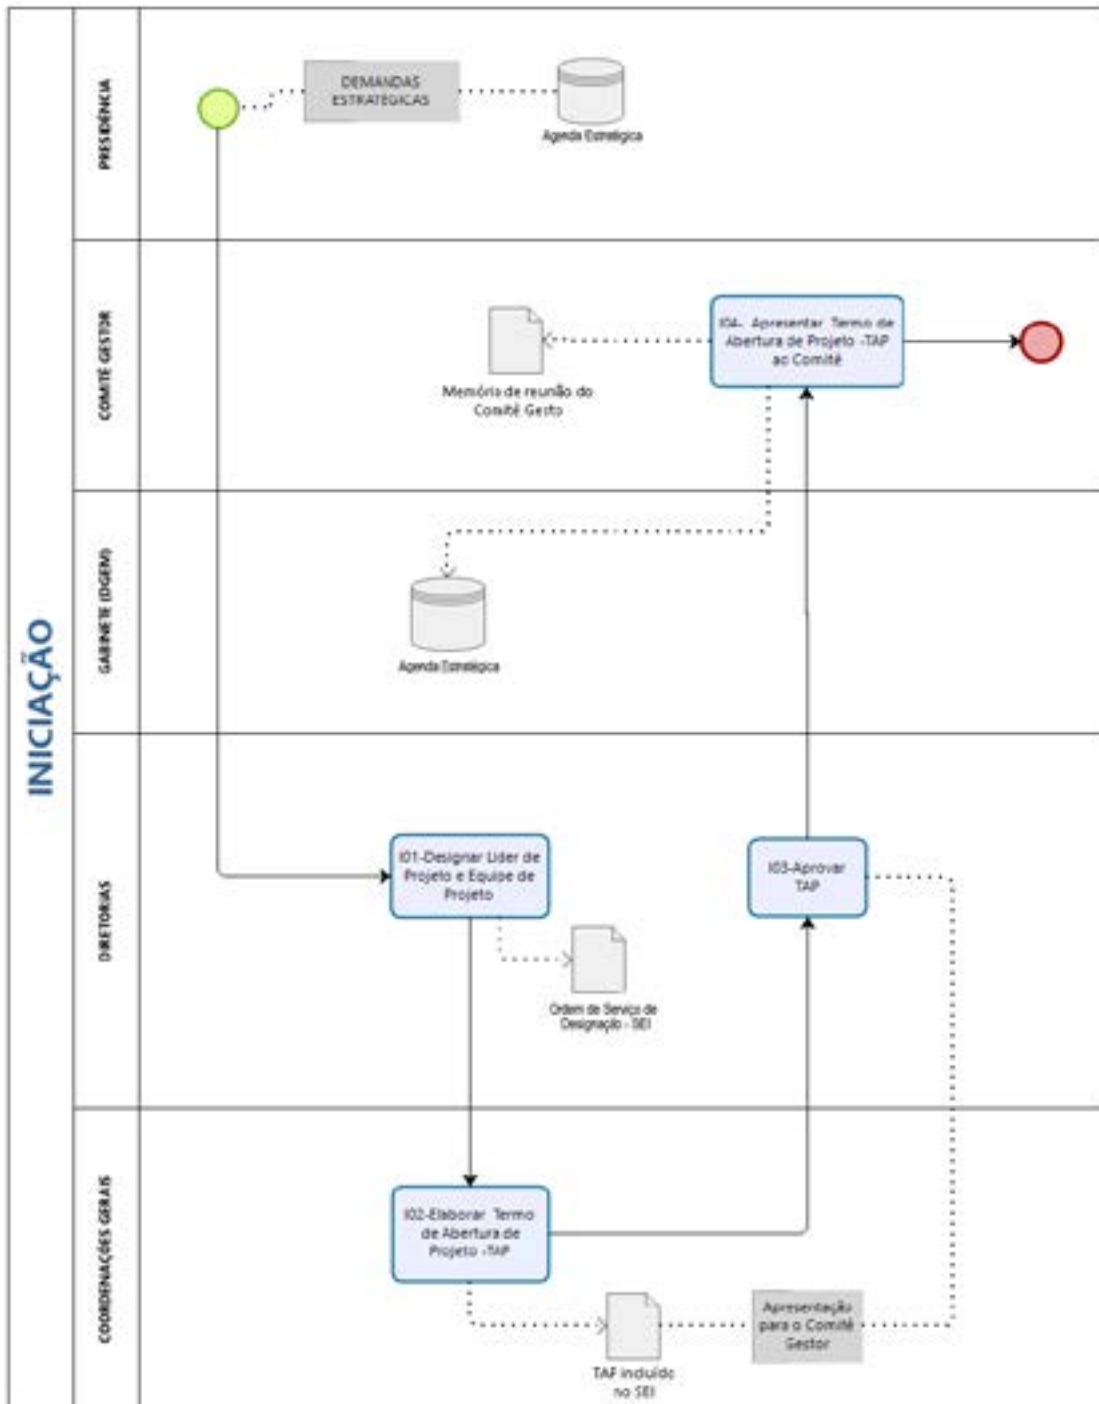 INICIAÇÃO
PRESIDÊNCIA
DEMANDAS
ESTRATÉGICAS
Agenda Estratégica
COMITÊ GESTOR
Memória de reunião do
Comitê Gesto
I04- Apresentar Termo de
Abertura de Projeto -TAP
ao Comitê
GABINETE (DGEM)
Agenda Estratégica
DIRETORIAS
I01-Designar Líder de
Projeto e Equipe de
Projeto
Ordem de Serviço de
Designação - SEI
I03-Aprovar
TAP
COORDENAÇÕES GERAIS
I02-Elaborar Termo
de Abertura de
Projeto -TAP
TAP incluído
no SEI
Apresentação
para o Comitê
Gestor